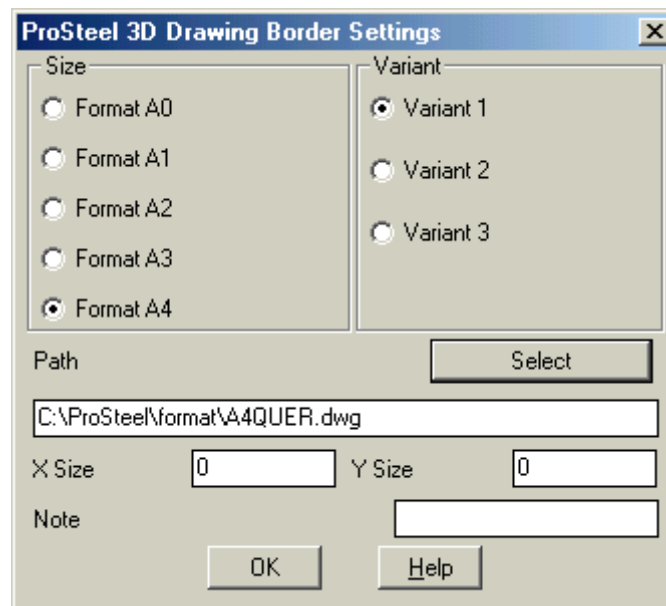 ProSteel 3D Drawing Border Settings
Size
Format A0
Format A1
Format A2
Format A3
Format A4
Variant
Variant 1
Variant 2
Variant 3
Path
Select
C:\ProSteel\format\A4QUER.dwg
X Size 0 Y Size 0
Note
OK Help